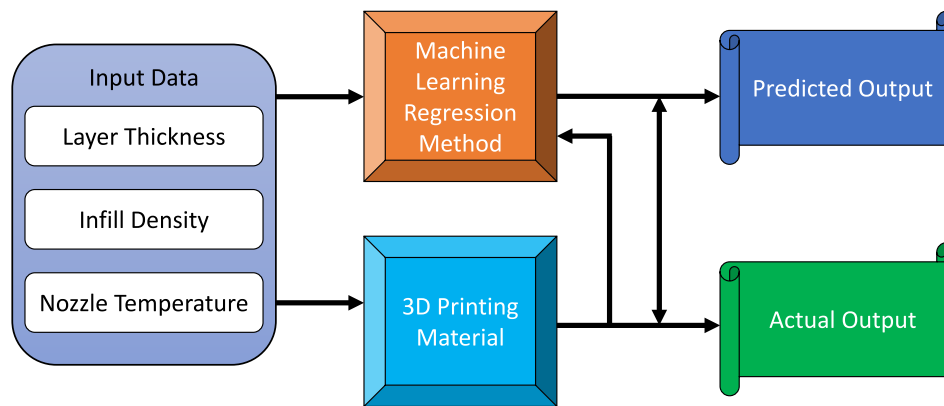 Input Data
Layer Thickness
Infill Density
Nozzle Temperature
Machine
Learning
Regression
Method
3D Printing
Material
Predicted Output
Actual Output